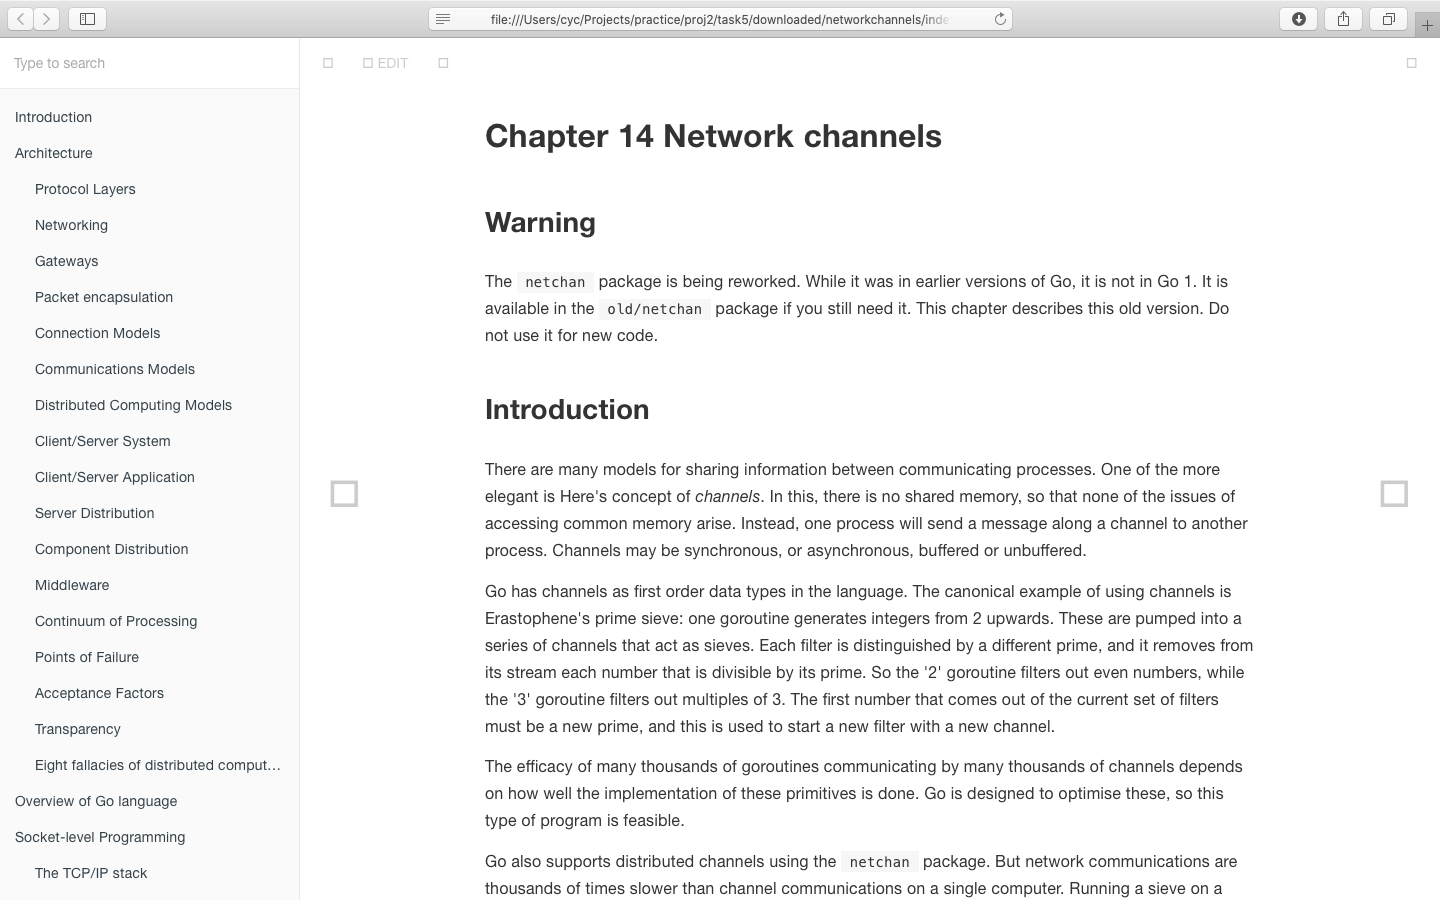 file:///Users/cyc/Projects/practice/proj2/task5/downloaded/networkchannels/inde
Type to search
EDIT
Introduction
Architecture
Protocol Layers
Networking
Gateways
Packet encapsulation
Connection Models
Communications Models
Distributed Computing Models
Client/Server System
Client/Server Application
Server Distribution
Component Distribution
Middleware
Continuum of Processing
Points of Failure
Acceptance Factors
Transparency
Eight fallacies of distributed comput…
Overview of Go language
Socket-level Programming
The TCP/IP stack
Chapter 14 Network channels
Warning
The netchan package is being reworked. While it was in earlier versions of Go, it is not in Go 1. It is
available in the old/netchan package if you still need it. This chapter describes this old version. Do
not use it for new code.
Introduction
There are many models for sharing information between communicating processes. One of the more
elegant is Here's concept of channels. In this, there is no shared memory, so that none of the issues of
accessing common memory arise. Instead, one process will send a message along a channel to another
process. Channels may be synchronous, or asynchronous, buffered or unbuffered.
Go has channels as first order data types in the language. The canonical example of using channels is
Erastophene's prime sieve: one goroutine generates integers from 2 upwards. These are pumped into a
series of channels that act as sieves. Each filter is distinguished by a different prime, and it removes from
its stream each number that is divisible by its prime. So the '2' goroutine filters out even numbers, while
the '3' goroutine filters out multiples of 3. The first number that comes out of the current set of filters
must be a new prime, and this is used to start a new filter with a new channel.
The efficacy of many thousands of goroutines communicating by many thousands of channels depends
on how well the implementation of these primitives is done. Go is designed to optimise these, so this
type of program is feasible.
Go also supports distributed channels using the netchan package. But network communications are
thousands of times slower than channel communications on a single computer. Running a sieve on a